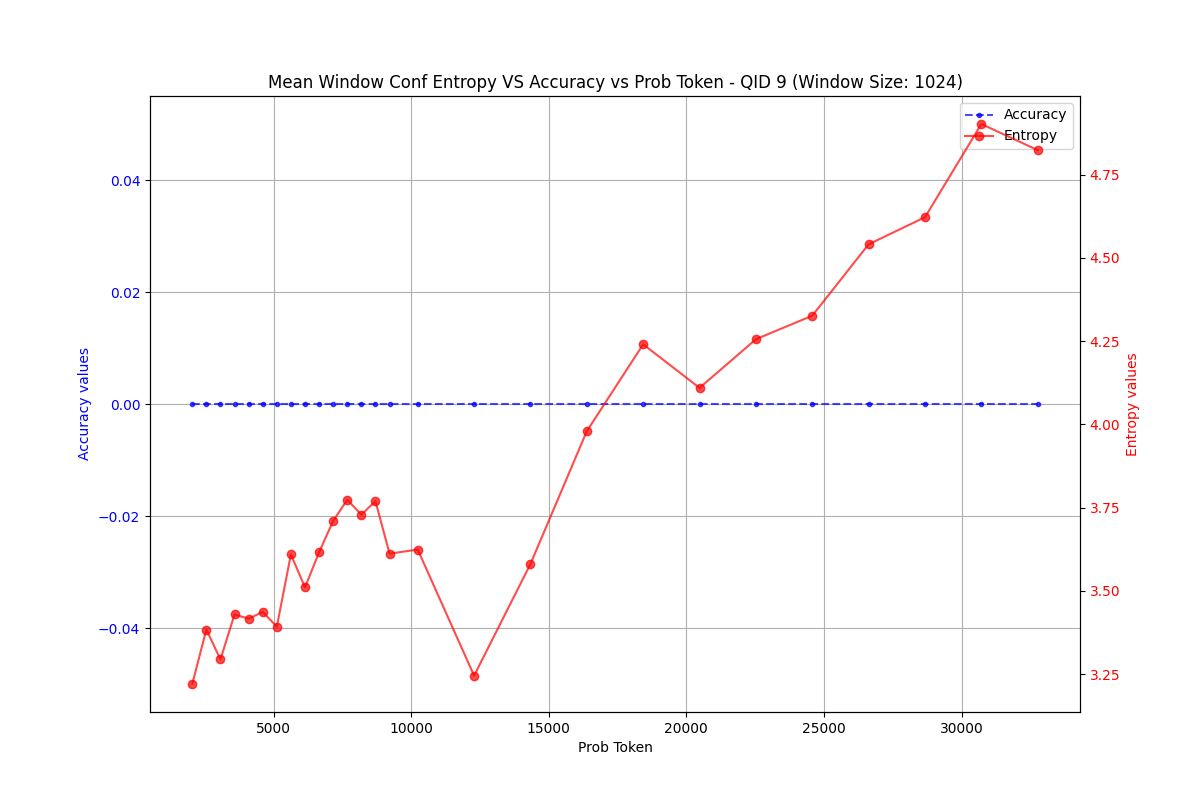 Mean Window Conf Entropy VS Accuracy vs Prob Token - QID 9 (Window Size: 1024)
Accuracy
Entropy
0.04
0.02
0.00
−0.02
−0.04
Accuracy values
4.75
4.50
4.25
4.00
3.75
3.50
3.25
Entropy values
5000 10000 15000 20000 25000 30000
Prob Token